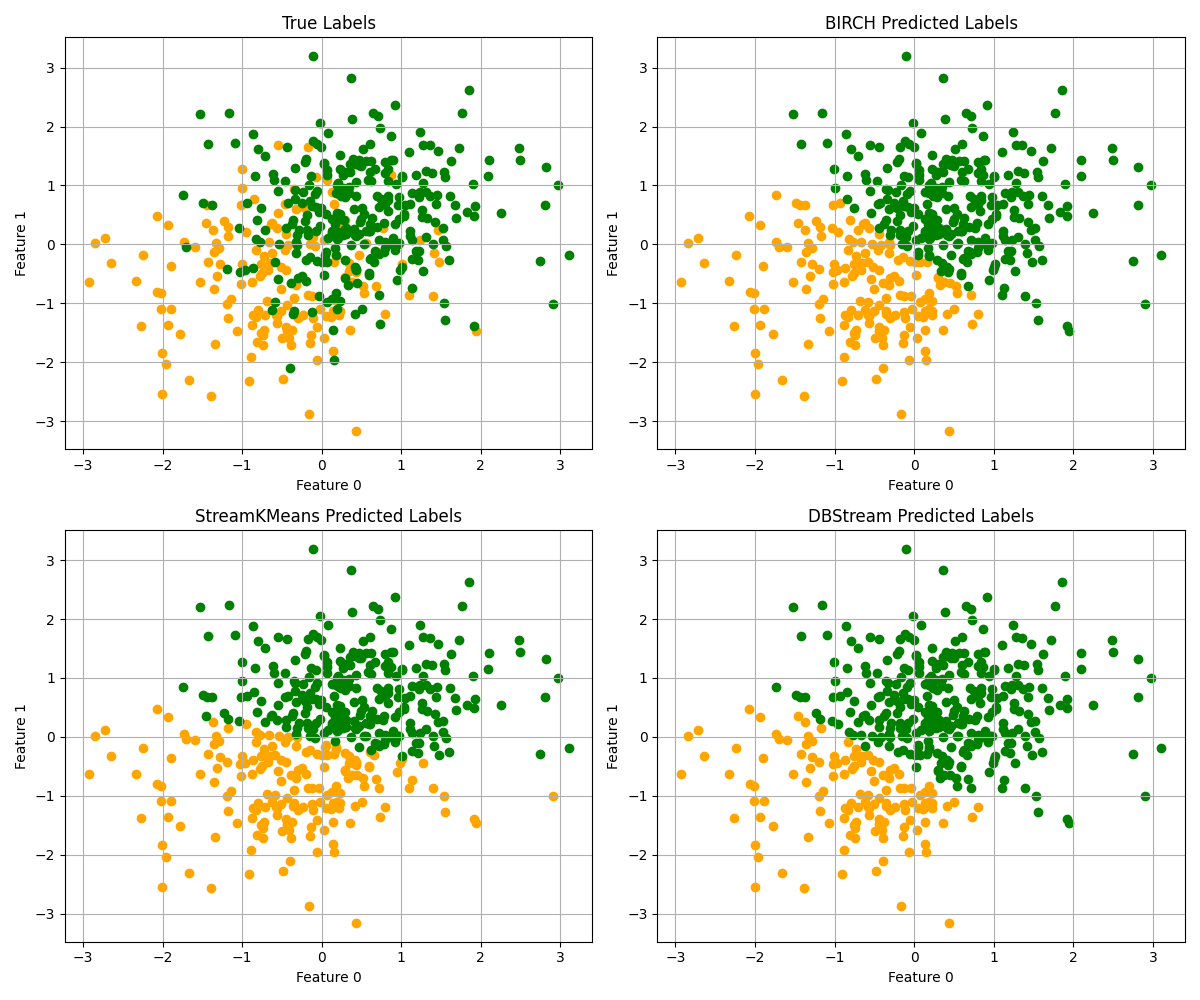 True Labels
3
2
1
0
−1
−2
−3
Feature 1
−3 −2 −1 0 1 2 3
Feature 0
BIRCH Predicted Labels
3
2
1
0
−1
−2
−3
Feature 1
−3 −2 −1 0 1 2 3
Feature 0
StreamKMeans Predicted Labels
3
2
1
0
−1
−2
−3
Feature 1
−3 −2 −1 0 1 2 3
Feature 0
DBStream Predicted Labels
3
2
1
0
−1
−2
−3
Feature 1
−3 −2 −1 0 1 2 3
Feature 0